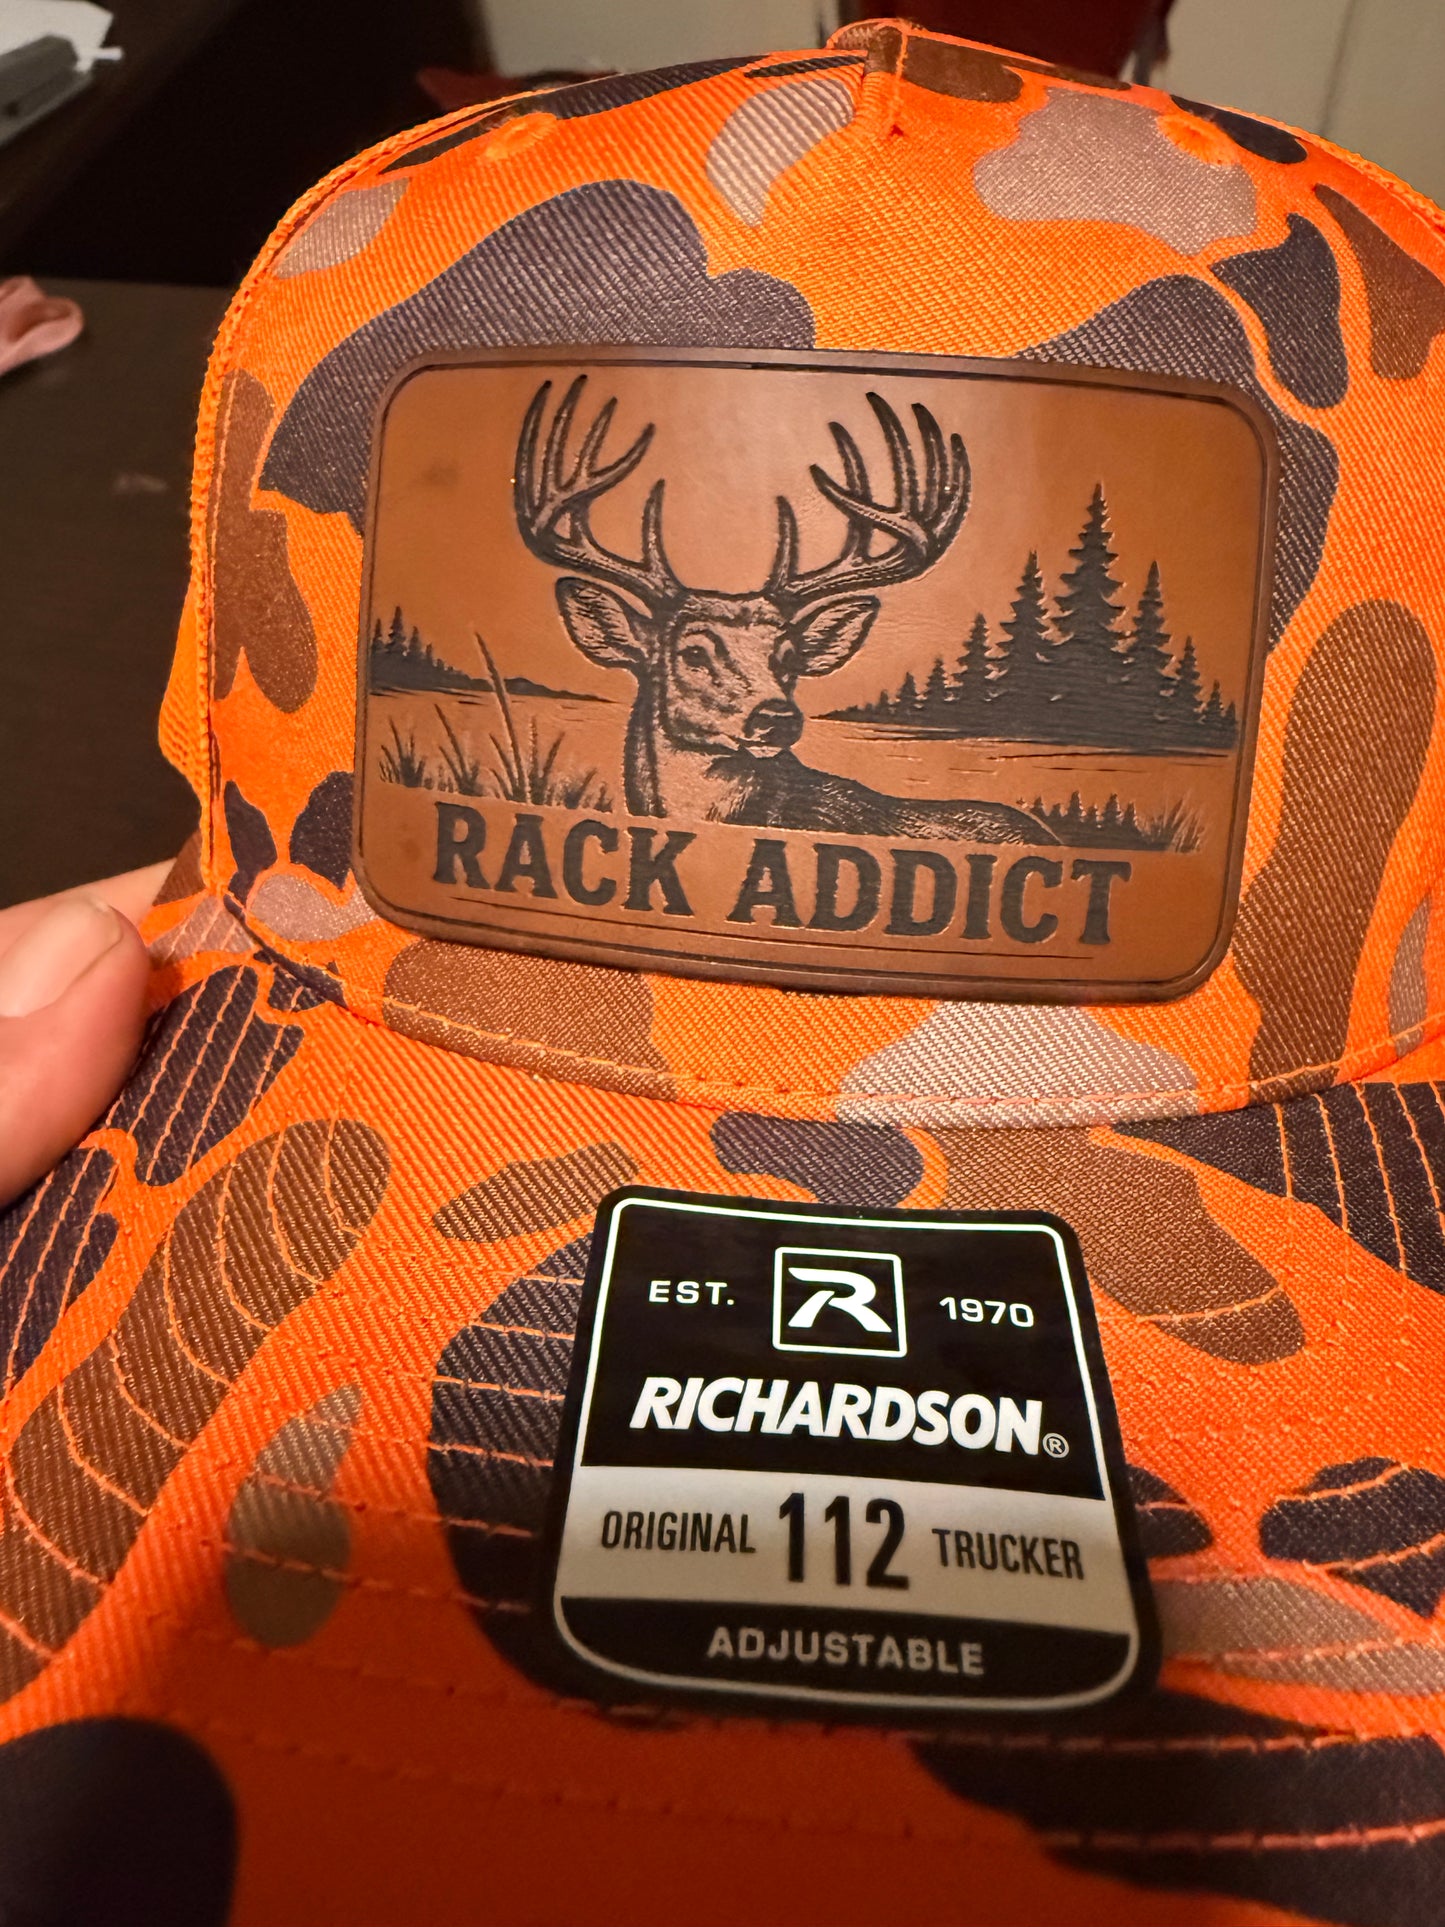 RACK ADDICT
EST. R 1970
RICHARDSON®
ORIGINAL 112 TRUCKER
ADJUSTABLE